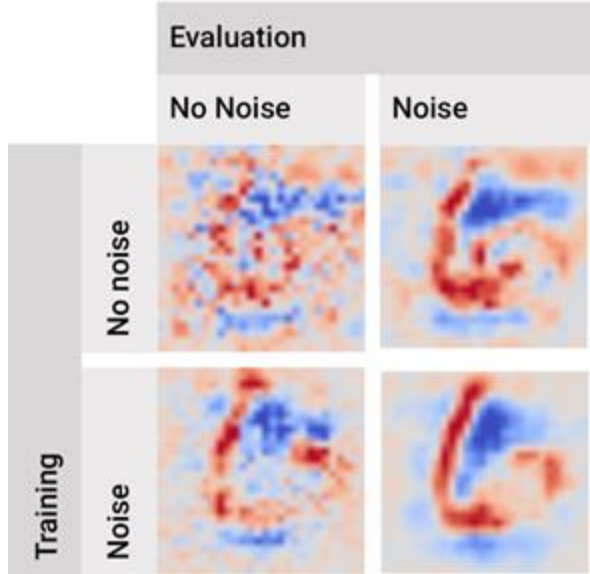 Evaluation
No Noise
Noise
Training
No noise
Noise